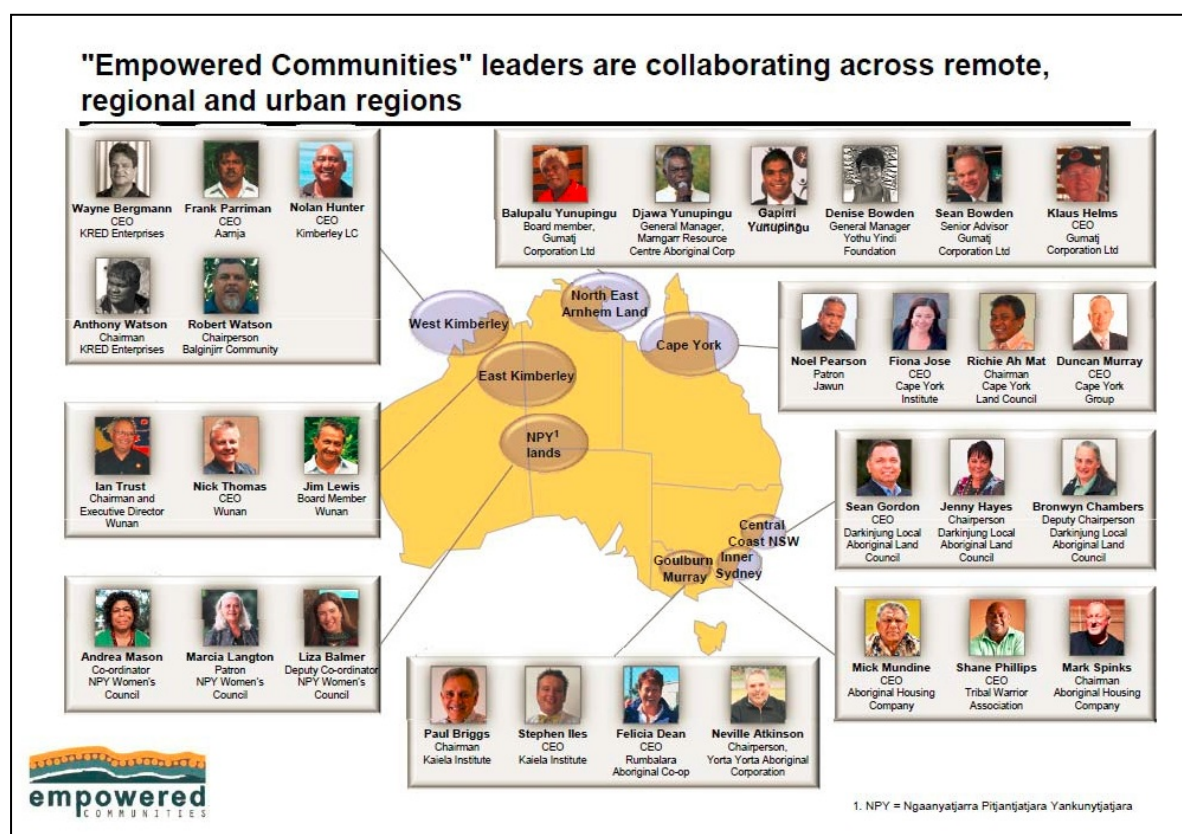 "Empowered Communities" leaders are collaborating across remote,
regional and urban regions
Wayne Bergmann
CEO
KRED Enterprises
Frank Parriman
CEO
Aarnja
Nolan Hunter
CEO
Kimberley LC
Anthony Watson
Chairman
KRED Enterprises
Robert Watson
Chairperson
Balginjirr Community
Balupalu Yunupingu
Board member,
Gumatj
Corporation Ltd
Djawa Yunupingu
General Manager,
Marngarr Resource
Centre Aboriginal Corp
Gapirri
Yunupingu
Denise Bowden
General Manager
Yothu Yindi
Foundation
Sean Bowden
Senior Advisor
Gumatj
Corporation Ltd
Klaus Helms
CEO
Gumatj
Corporation Ltd
West Kimberley
North East
Arnhem Land
Cape York
East Kimberley
NPY¹
lands
Central
Coast NSW
Inner
Sydney
Goulburn
Murray
Noel Pearson
Patron
Jawun
Fiona Jose
CEO
Cape York
Institute
Richie Ah Mat
Chairman
Cape York
Land Council
Duncan Murray
CEO
Cape York
Group
Ian Trust
Chairman and
Executive Director
Wunan
Nick Thomas
CEO
Wunan
Jim Lewis
Board Member
Wunan
Sean Gordon
CEO
Darkinjung Local
Aboriginal Land
Council
Jenny Hayes
Chairperson
Darkinjung Local
Aboriginal Land
Council
Bronwyn Chambers
Deputy Chairperson
Darkinjung Local
Aboriginal Land
Council
Andrea Mason
Co-ordinator
NPY Women's
Council
Marcia Langton
Patron
NPY Women's
Council
Liza Balmer
Deputy Co-ordinator
NPY Women's
Council
Paul Briggs
Chairman
Kaiela Institute
Stephen Iles
CEO
Kaiela Institute
Felicia Dean
CEO
Rumbalara
Aboriginal Co-op
Neville Atkinson
Chairperson,
Yorta Yorta Aboriginal
Corporation
Mick Mundine
CEO
Aboriginal Housing
Company
Shane Phillips
CEO
Tribal Warrior
Association
Mark Spinks
Chairman
Aboriginal Housing
Company
empowered
COMMUNITIES
1. NPY = Ngaanyatjarra Pitjantjatjara Yankunytjatjara